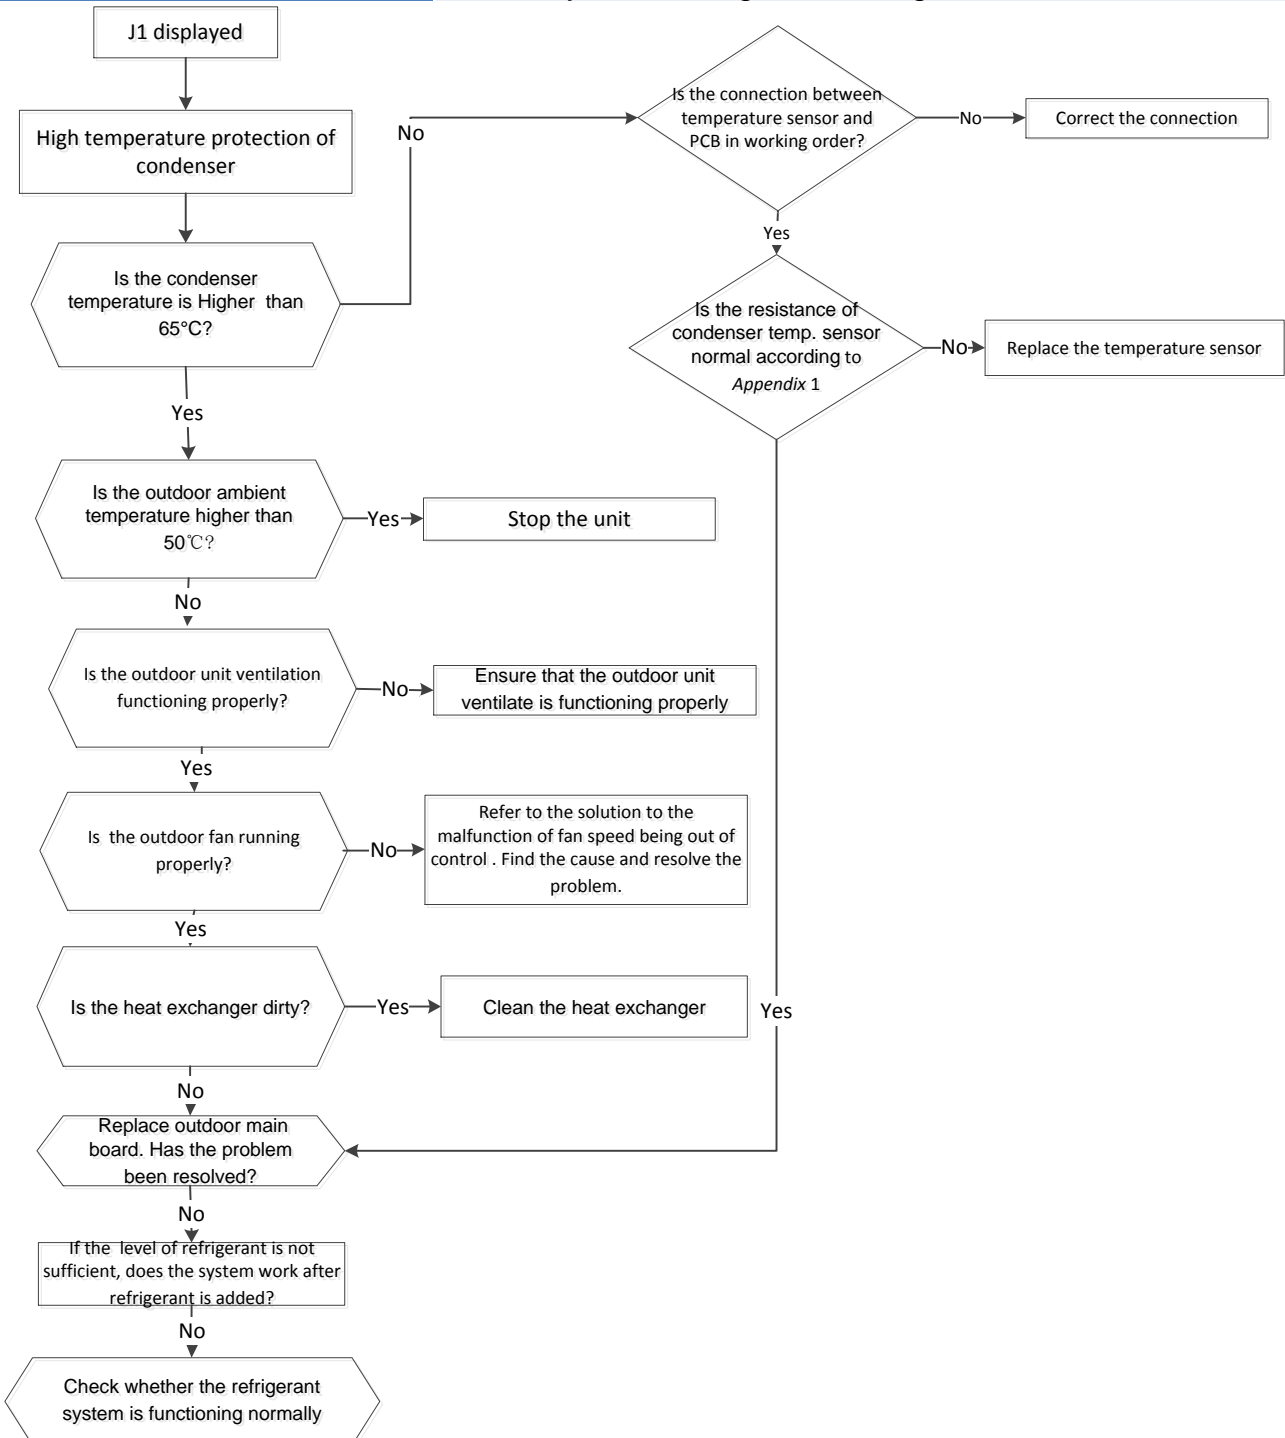 J1 displayed
High temperature protection of
condenser
Is the condenser
temperature is Higher than
65°C?
No
Is the connection between
temperature sensor and
PCB in working order?
No
Correct the connection
Yes
Is the resistance of
condenser temp. sensor
normal according to
Appendix 1
No
Replace the temperature sensor
Yes
Is the outdoor ambient
temperature higher than
50℃?
Yes
Stop the unit
No
Is the outdoor unit ventilation
functioning properly?
No
Ensure that the outdoor unit
ventilate is functioning properly
Yes
Is the outdoor fan running
properly?
No
Refer to the solution to the
malfunction of fan speed being out of
control . Find the cause and resolve the
problem.
Yes
Is the heat exchanger dirty?
Yes
Clean the heat exchanger
Yes
No
Replace outdoor main
board. Has the problem
been resolved?
No
If the level of refrigerant is not
sufficient, does the system work after
refrigerant is added?
No
Check whether the refrigerant
system is functioning normally